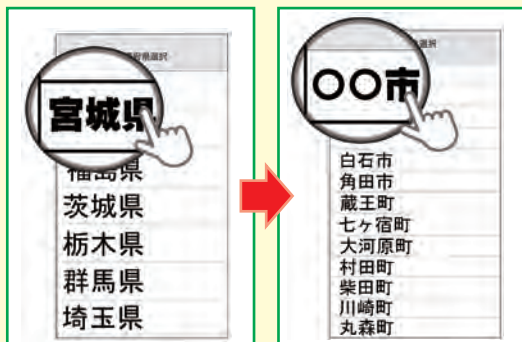 宮城県
福島県
茨城県
栃木県
群馬県
埼玉県
選択
〇〇市
白石市
角田市
蔵王町
七ヶ宿町
大河原町
村田町
柴田町
川崎町
丸森町